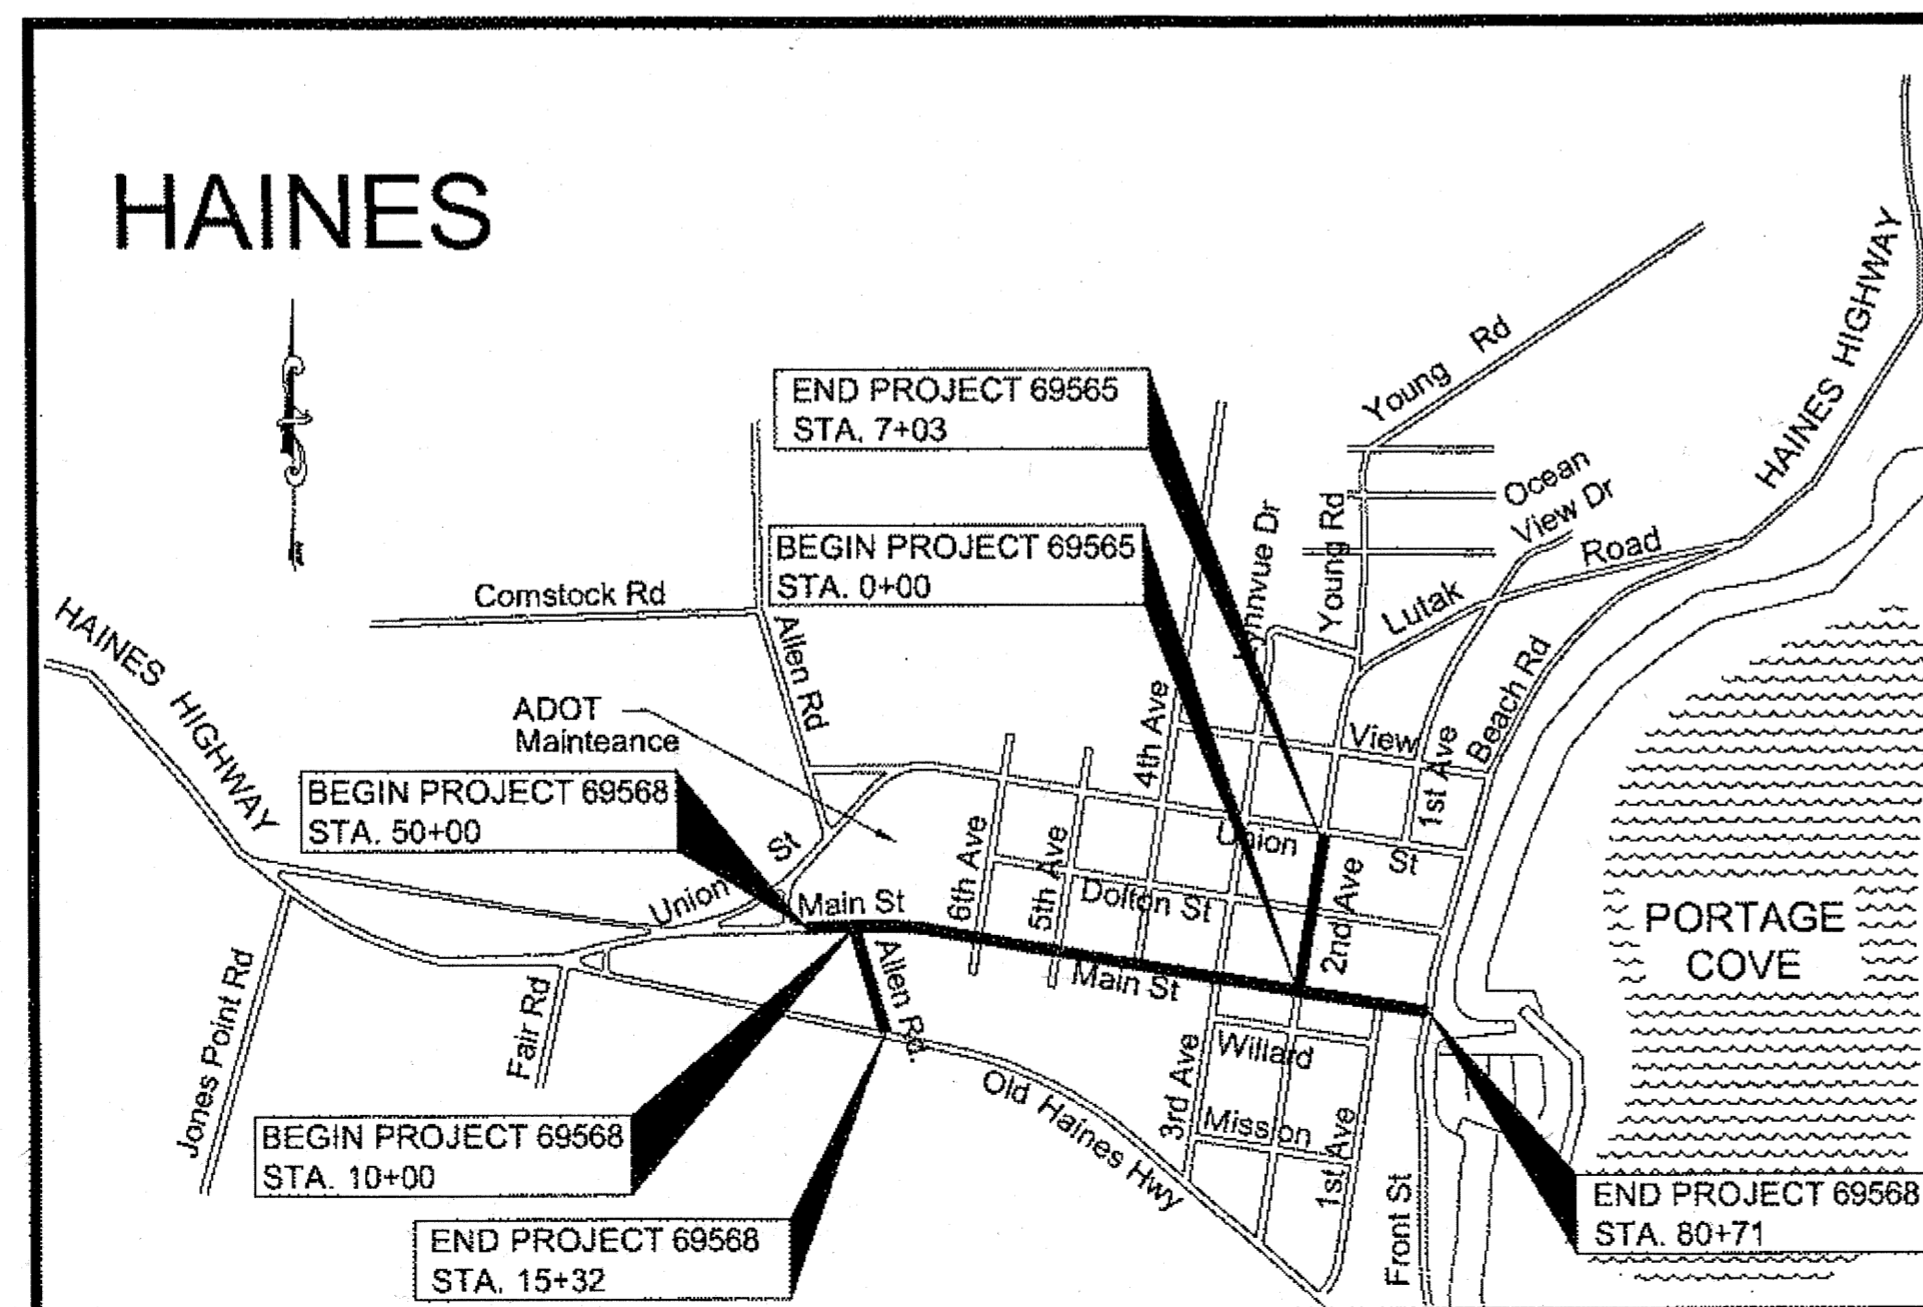 HAINES
END PROJECT 69565
STA. 7+03
BEGIN PROJECT 69565
STA. 0+00
Young Rd
HAINES HIGHWAY
Ocean
View Dr
Young Rd
Lutak Road
Comstock Rd
HAINES HIGHWAY
Allen Rd
ADOT
Mainteance
4th Ave
View
1st Ave
Beach Rd
BEGIN PROJECT 69568
STA. 50+00
Union St
Main St
6th Ave
5th Ave
Dolton St
Union St
2nd Ave
Main St
PORTAGE
COVE
Jones Point Rd
Fair Rd
Allen Rd.
Old Haines Hwy
3rd Ave
Willard
Mission
1st Ave
Front St
BEGIN PROJECT 69568
STA. 10+00
END PROJECT 69568
STA. 15+32
END PROJECT 69568
STA. 80+71